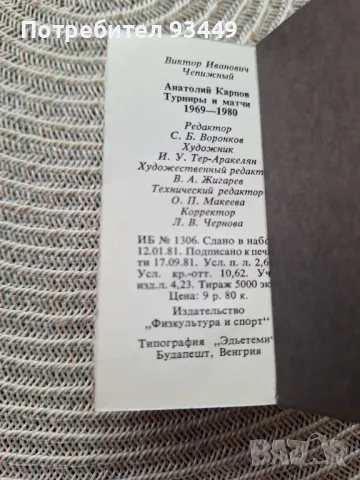 Потребител 93449
Виктор Иванович
Чепижный
Анатолий Карпов
Турниры и матчи
1969—1980
Редактор
С. Б. Воронков
Художник
И. У. Тер-Аракелян
Художественный редакт
В. А. Жигарев
Технический редактор
О. П. Макеева
Корректор
Л. В. Чернова
ИБ № 1306. Сдано в набо
12.01.81. Подписано к печ
ти 17.09.81. Усл. п. л. 2,6
Усл. кр.-отт. 10,62. Уч
изд.л. 4,23. Тираж 5000 эк
Цена: 9 р. 80 к.
Издательство
„Физкультура и спорт"
Типография „Эдьетеми
Будапешт, Венгрия
BAZAR